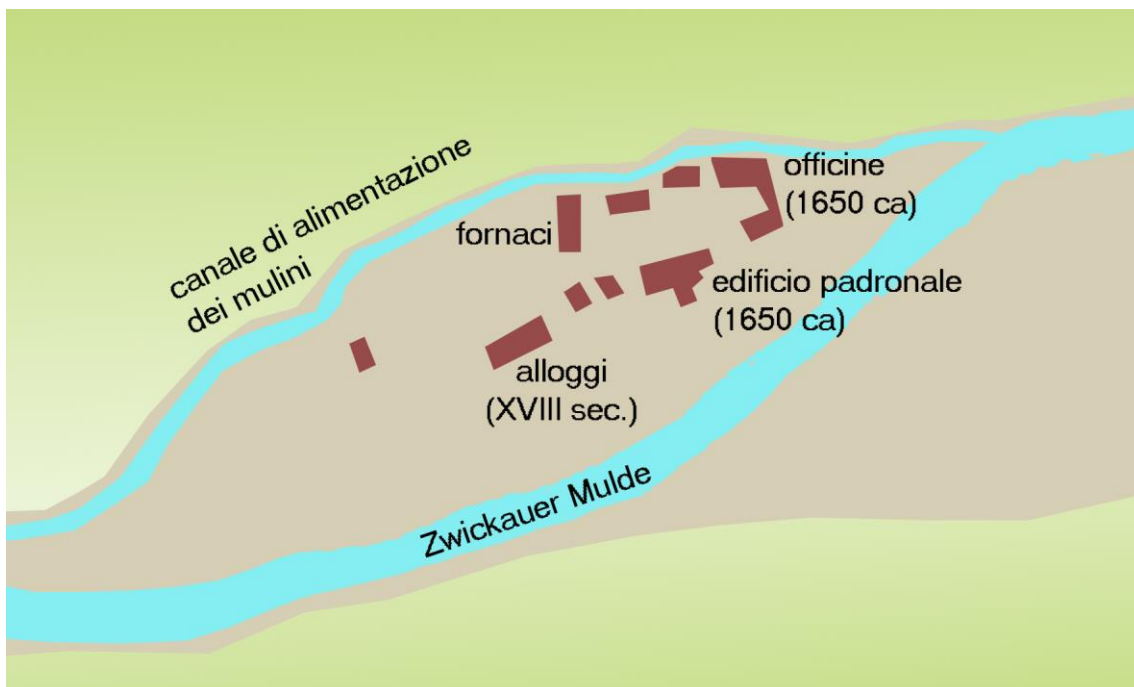 canale di alimentazione
dei mulini
officine
(1650 ca)
fornaci
edificio padronale
(1650 ca)
alloggi
(XVIII sec.)
Zwickauer Mulde